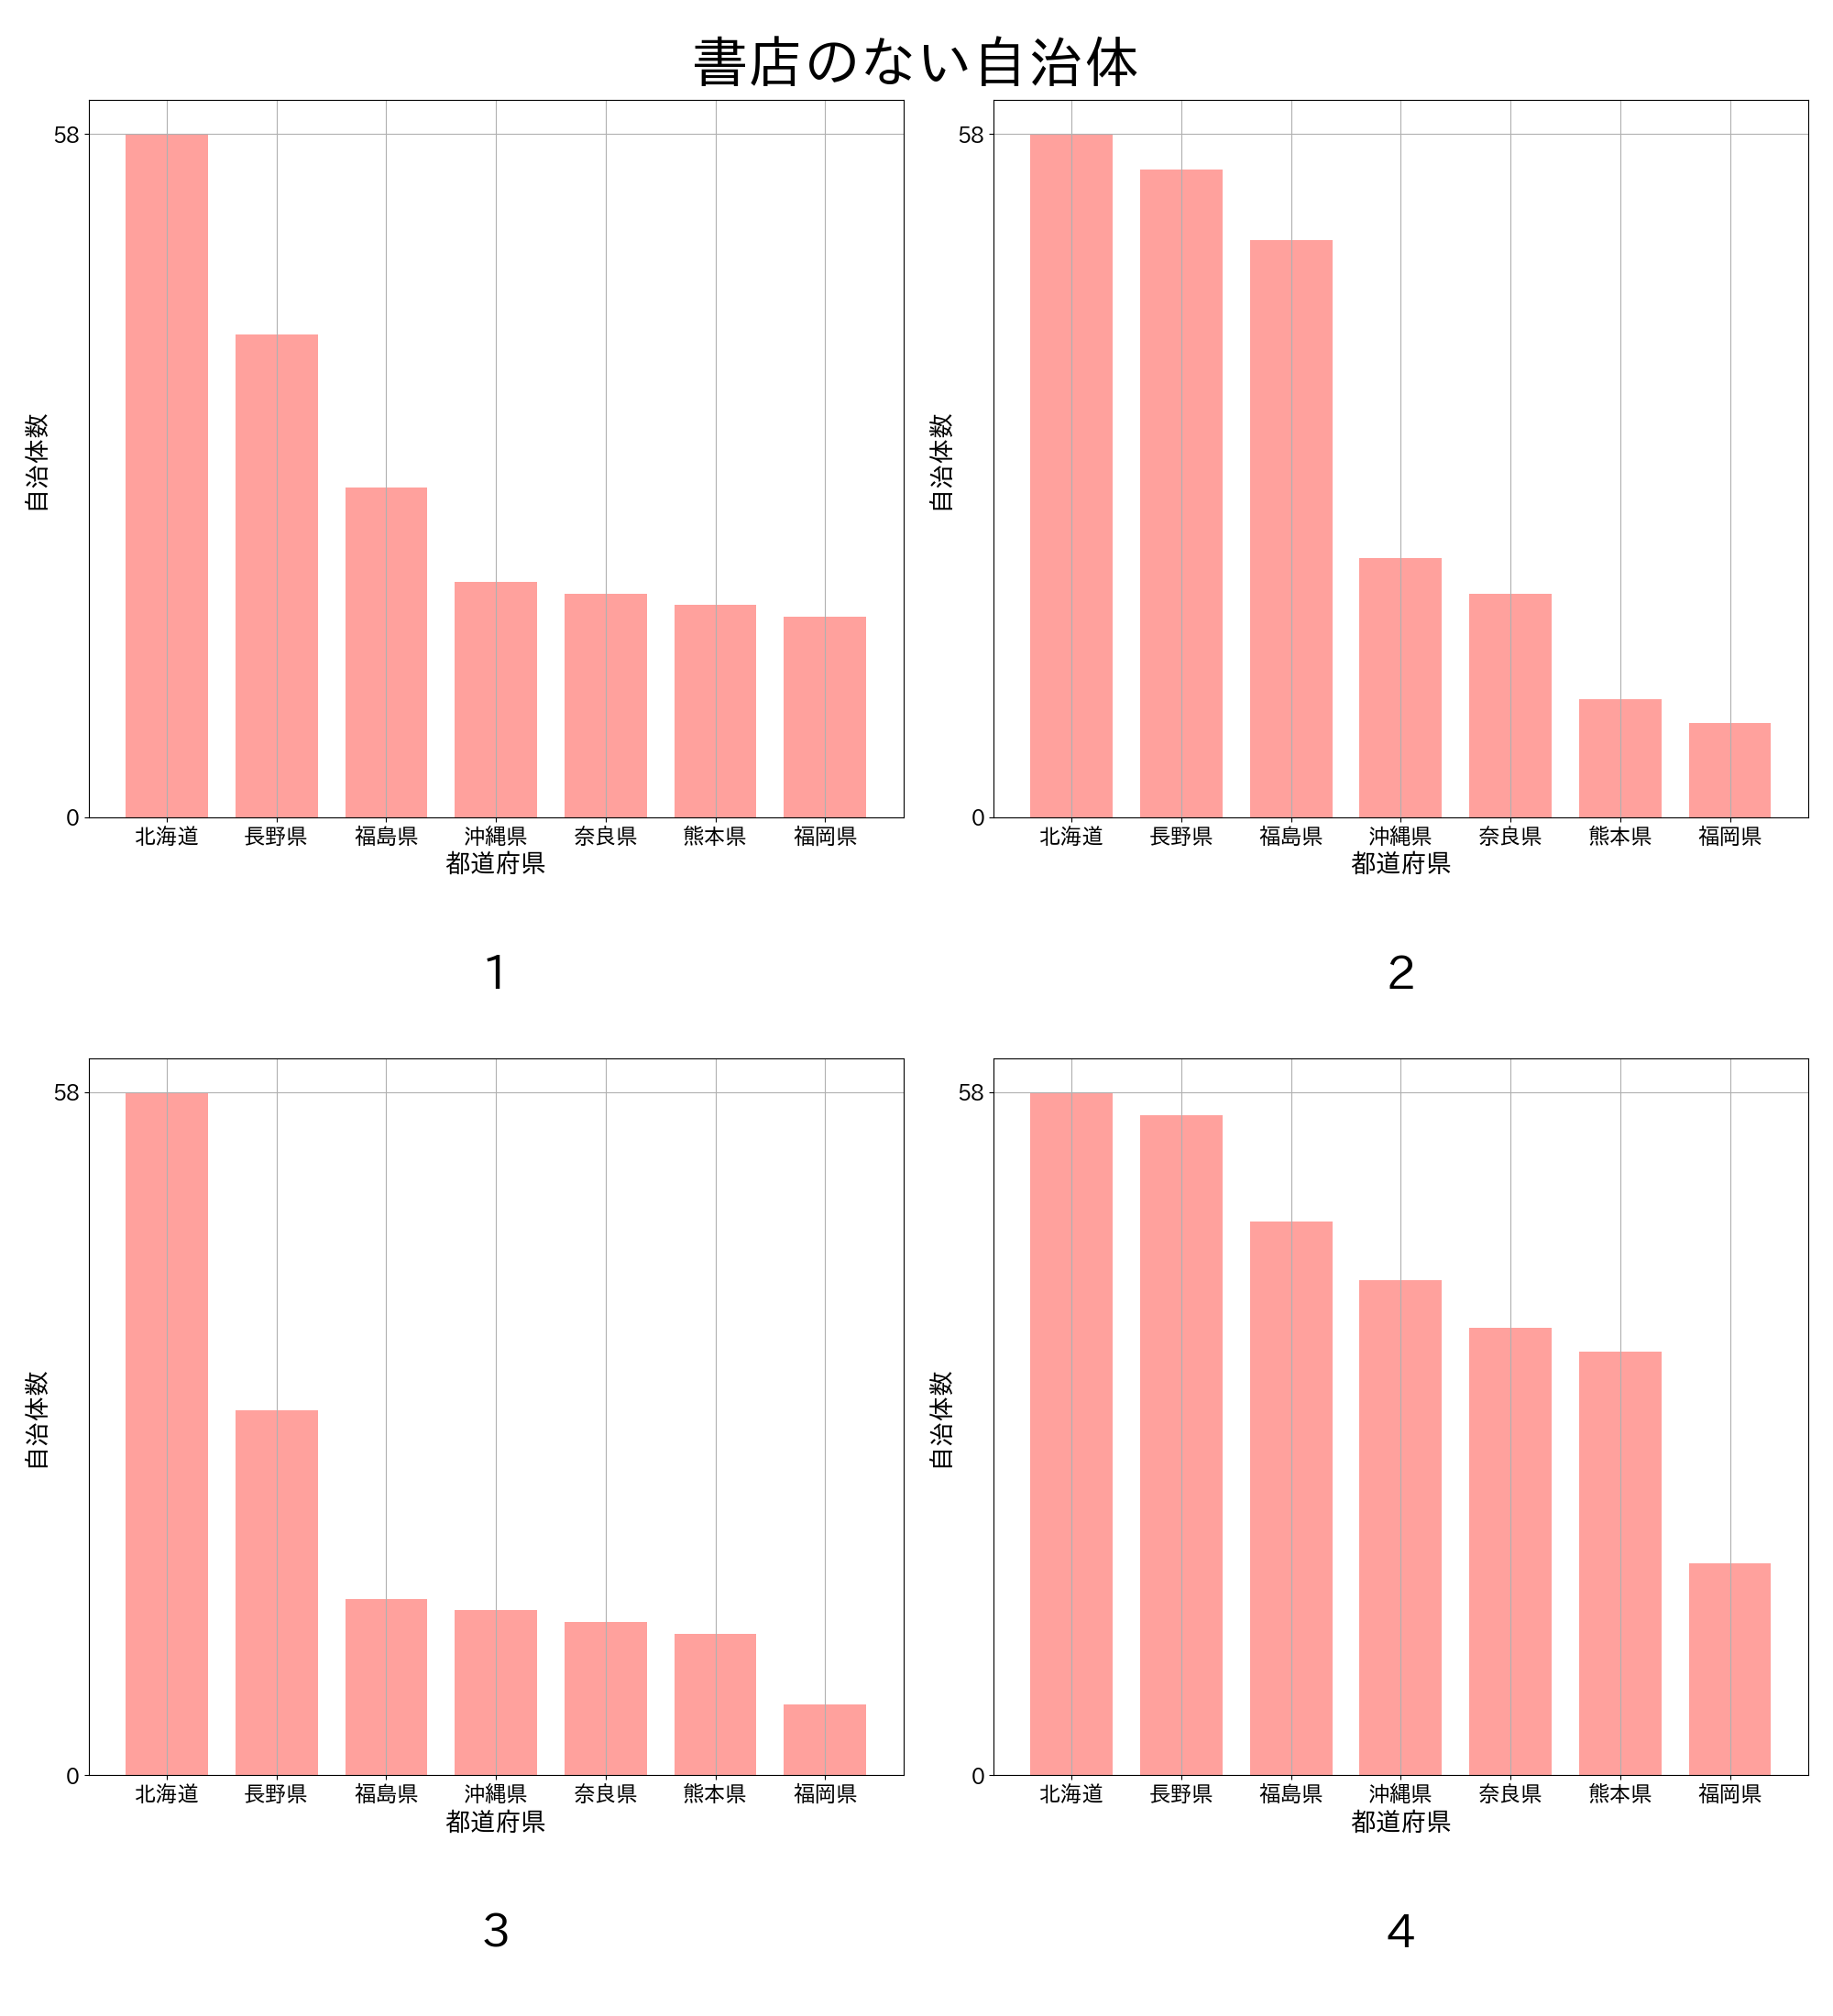 書店のない自治体
58
0
自治体数
北海道 長野県 福島県 沖縄県 奈良県 熊本県 福岡県
都道府県
1
58
0
自治体数
北海道 長野県 福島県 沖縄県 奈良県 熊本県 福岡県
都道府県
2
58
0
自治体数
北海道 長野県 福島県 沖縄県 奈良県 熊本県 福岡県
都道府県
3
58
0
自治体数
北海道 長野県 福島県 沖縄県 奈良県 熊本県 福岡県
都道府県
4